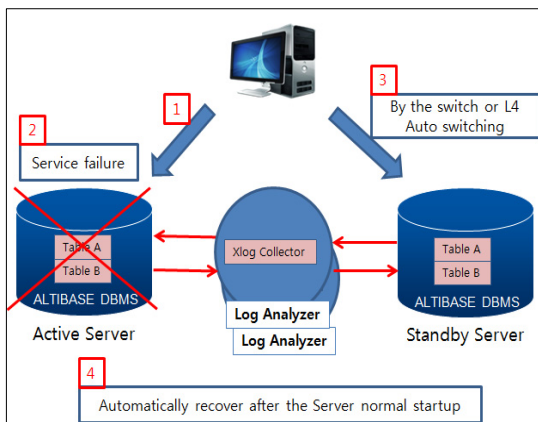 3
1
By the switch or L4
Auto switching
2
Service failure
Table A
Table B
ALTIBASE DBMS
Active Server
Xlog Collector
Log Analyzer
Log Analyzer
Table A
Table B
ALTIBASE DBMS
Standby Server
4
Automatically recover after the Server normal startup